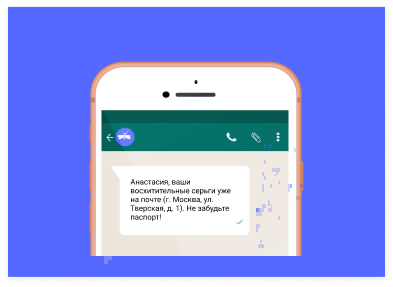 Анастасия, ваши
восхитительные серьги уже
на почте (г. Москва, ул.
Тверская, д. 1). Не забудьте
паспорт!